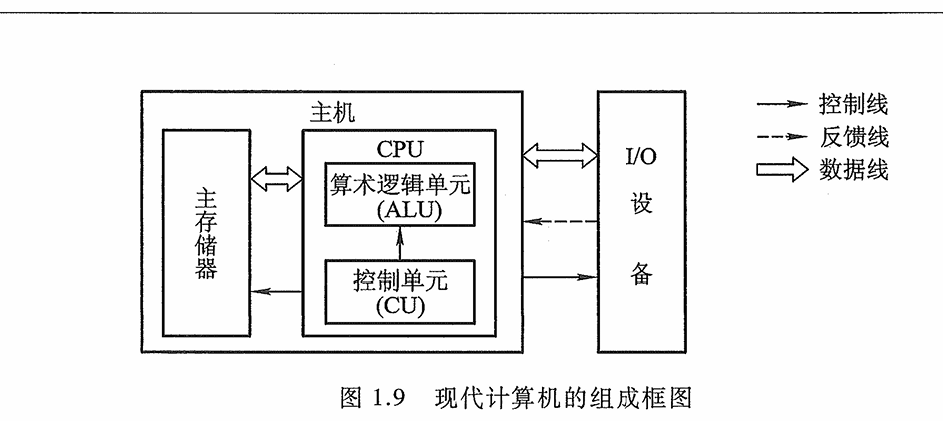 主机
主存储器
CPU
算术逻辑单元
(ALU)
控制单元
(CU)
I/O
设
备
控制线
反馈线
数据线
图 1.9 现代计算机的组成框图